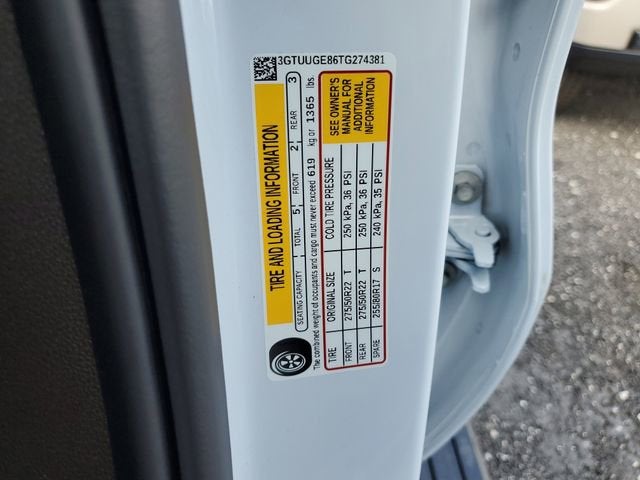 3GTUUGE86TG274381
TIRE AND LOADING INFORMATION
SEATING CAPACITY TOTAL 5 FRONT 2 REAR 3
The combined weight of occupants and cargo must never exceed 619 kg or 1365 lbs.
TIRE ORIGINAL SIZE COLD TIRE PRESSURE
FRONT 275/50R22 T 250 kPa, 36 PSI
REAR 275/50R22 T 250 kPa, 36 PSI
SPARE 255/80R17 S 240 kPa, 35 PSI
SEE OWNER'S
MANUAL FOR
ADDITIONAL
INFORMATION